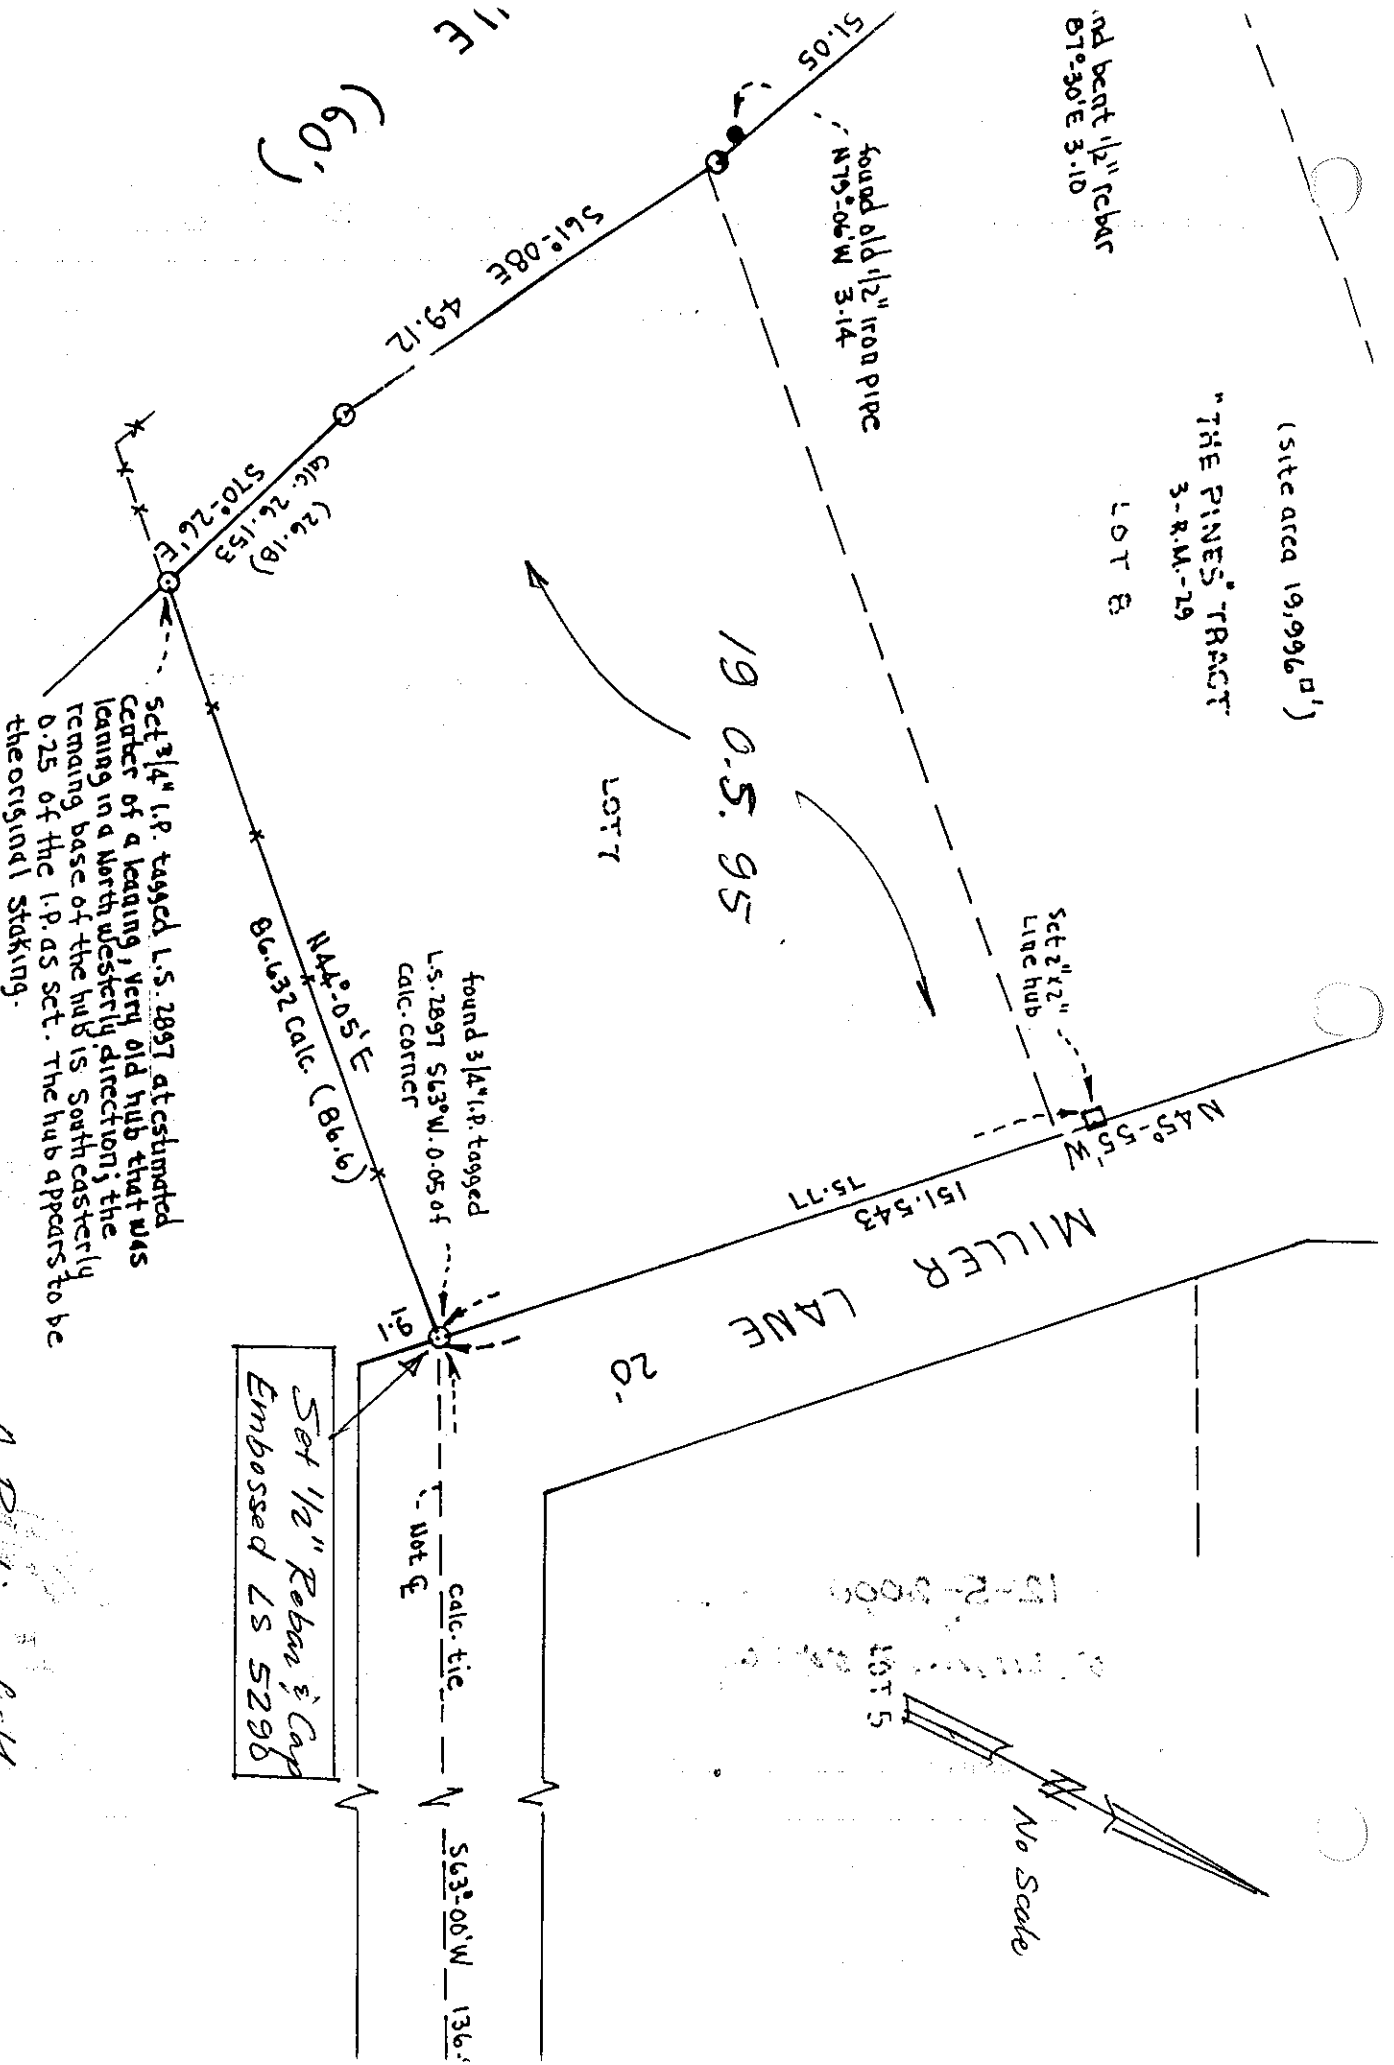 (site area 19,996 □')
"THE PINES" TRACT
3-R.M.-29
LOT 8
nd bent 1/2" rebar
87°-30'E 3.10
51.05
found old 1/2" iron pipe
N79°-06'W 3.14
"E
(60')
S61°-08E
49.12
(26.18)
Calc. 26.153
S70°-26'E
19 O.S. 95
LOT 7
set 2"x2"
Line hub
N45°-55'W
151.543
75.77
MILLER LANE
20'
N44°-05'E
86.632 Calc. (86.6)
found 3/4" I.P. tagged
L.S. 2897 S63°W. 0.05 of
calc. corner
9.1
set 3/4" I.P. tagged L.S. 2897 at estimated
center of a leaning, very old hub that was
leaning in a North westerly direction; the
remaing base of the hub is Southeasterly
0.25 of the I.P. as set. The hub appears to be
the original staking.
Set 1/2" Rebar & Cap
Embossed LS 5296
Not ℄
calc. tie
S63°-00'W 136.
LOT 5
No Scale